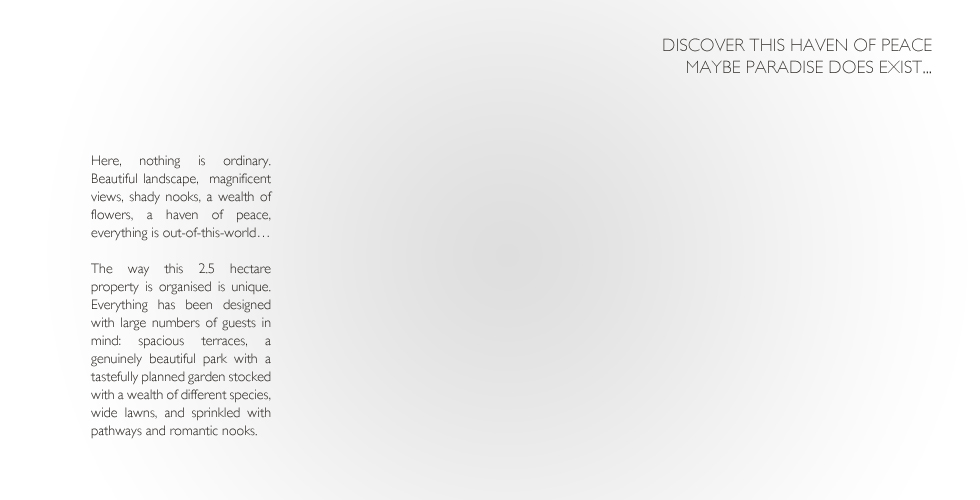 DISCOVER THIS HAVEN OF PEACE
MAYBE PARADISE DOES EXIST...
Here, nothing is ordinary.
Beautiful landscape, magnificent
views, shady nooks, a wealth of
flowers, a haven of peace,
everything is out-of-this-world…
The way this 2.5 hectare
property is organised is unique.
Everything has been designed
with large numbers of guests in
mind: spacious terraces, a
genuinely beautiful park with a
tastefully planned garden stocked
with a wealth of different species,
wide lawns, and sprinkled with
pathways and romantic nooks.